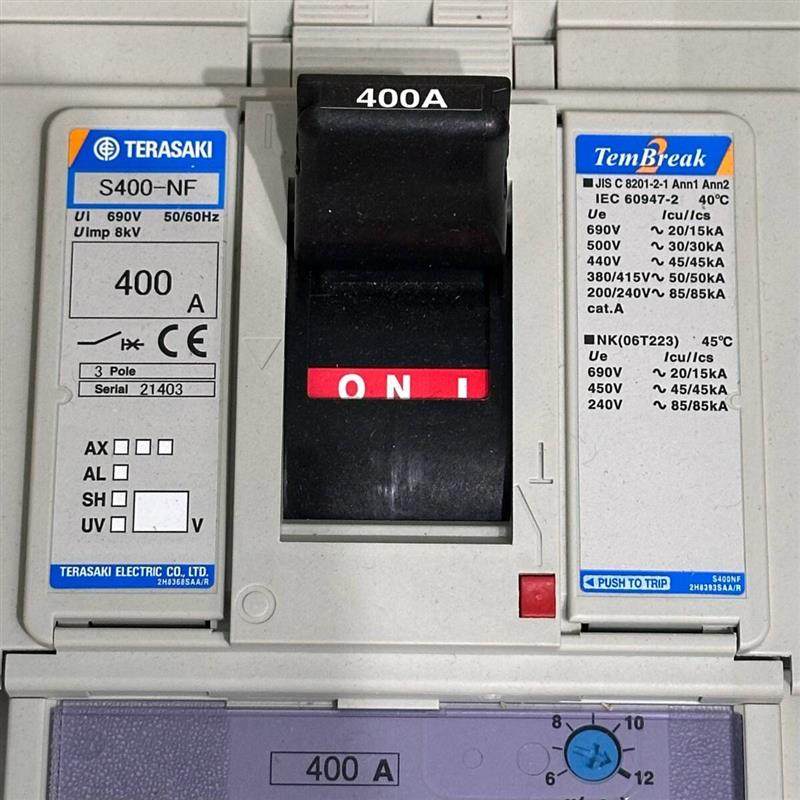 400A
TERASAKI
S400-NF
Ui 690V 50/60Hz
Uimp 8kV
400 A
CE
3 Pole
Serial 21403
AX
AL
SH
UV V
TERASAKI ELECTRIC CO., LTD.
2H8368SAA/R
ON I
TemBreak 2
■JIS C 8201-2-1 Ann1 Ann2
IEC 60947-2 40℃
Ue Icu/Ics
690V ~ 20/15kA
500V ~ 30/30kA
440V ~ 45/45kA
380/415V~ 50/50kA
200/240V~ 85/85kA
cat.A
■NK(06T223) 45℃
Ue Icu/Ics
690V ~ 20/15kA
450V ~ 45/45kA
240V ~ 85/85kA
PUSH TO TRIP
S400NF
2H8393SAA/R
400 A
8 10
6 12